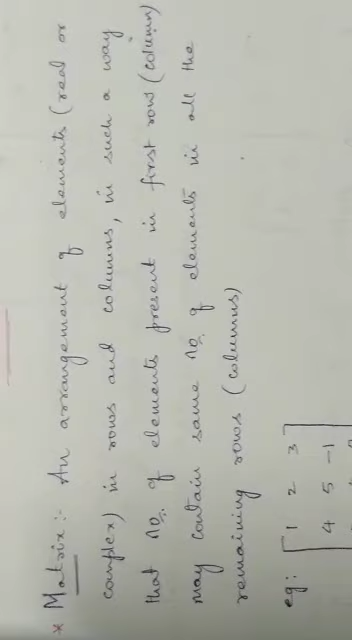 * Matrix :- An arrangement of elements (real or
complex) in rows and columns, in such a way
that no. of elements present in first row (column)
may contain same no. of elements in all the
remaining rows (columns)
eg: [ 1 2 3 ]
4 5 -1